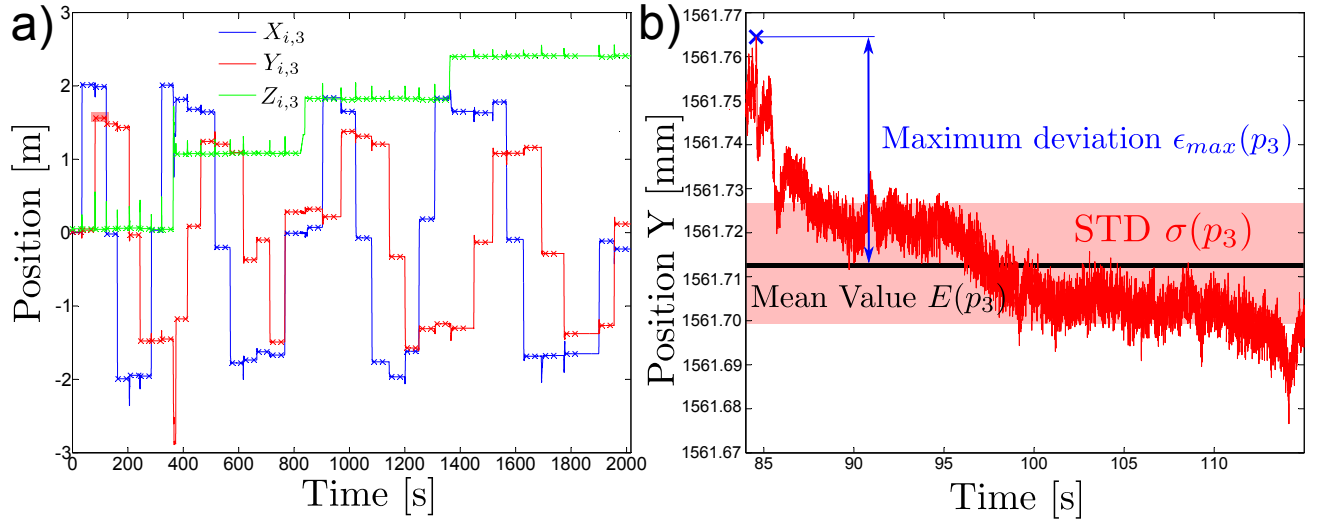 a)
X_{i,3}
Y_{i,3}
Z_{i,3}
Position [m]
3
2
1
0
-1
-2
-3
0 200 400 600 800 1000 1200 1400 1600 1800 2000
Time [s]
b)
1561.77
1561.76
1561.75
1561.74
1561.73
1561.72
1561.71
1561.70
1561.69
1561.68
1561.67
Position Y [mm]
Maximum deviation ϵ_{max}(p_3)
STD σ(p_3)
Mean Value E(p_3)
85 90 95 100 105 110
Time [s]